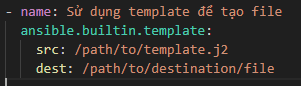 - name: Sử dụng template để tạo file
  ansible.builtin.template:
    src: /path/to/template.j2
    dest: /path/to/destination/file